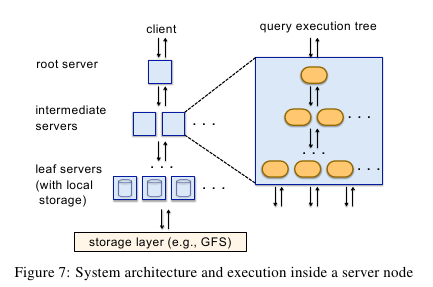 client
query execution tree
root server
intermediate
servers
. . .
. . .
. . .
. . .
leaf servers
(with local
storage)
. . .
. . .
. . .
storage layer (e.g., GFS)
Figure 7: System architecture and execution inside a server node